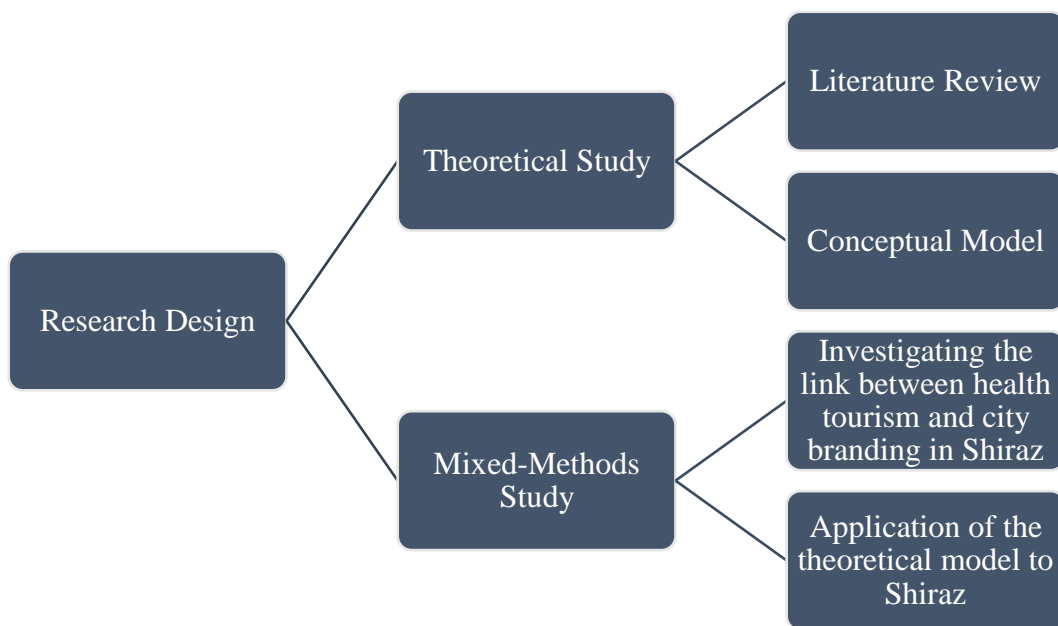 Research Design
Theoretical Study
Literature Review
Conceptual Model
Mixed-Methods
Study
Investigating the
link between health
tourism and city
branding in Shiraz
Application of the
theoretical model to
Shiraz